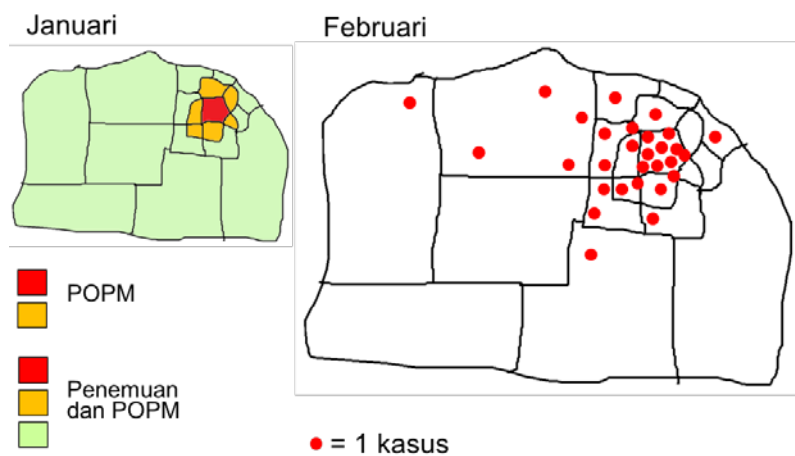 Januari
Februari
POPM
Penemuan
dan POPM
= 1 kasus